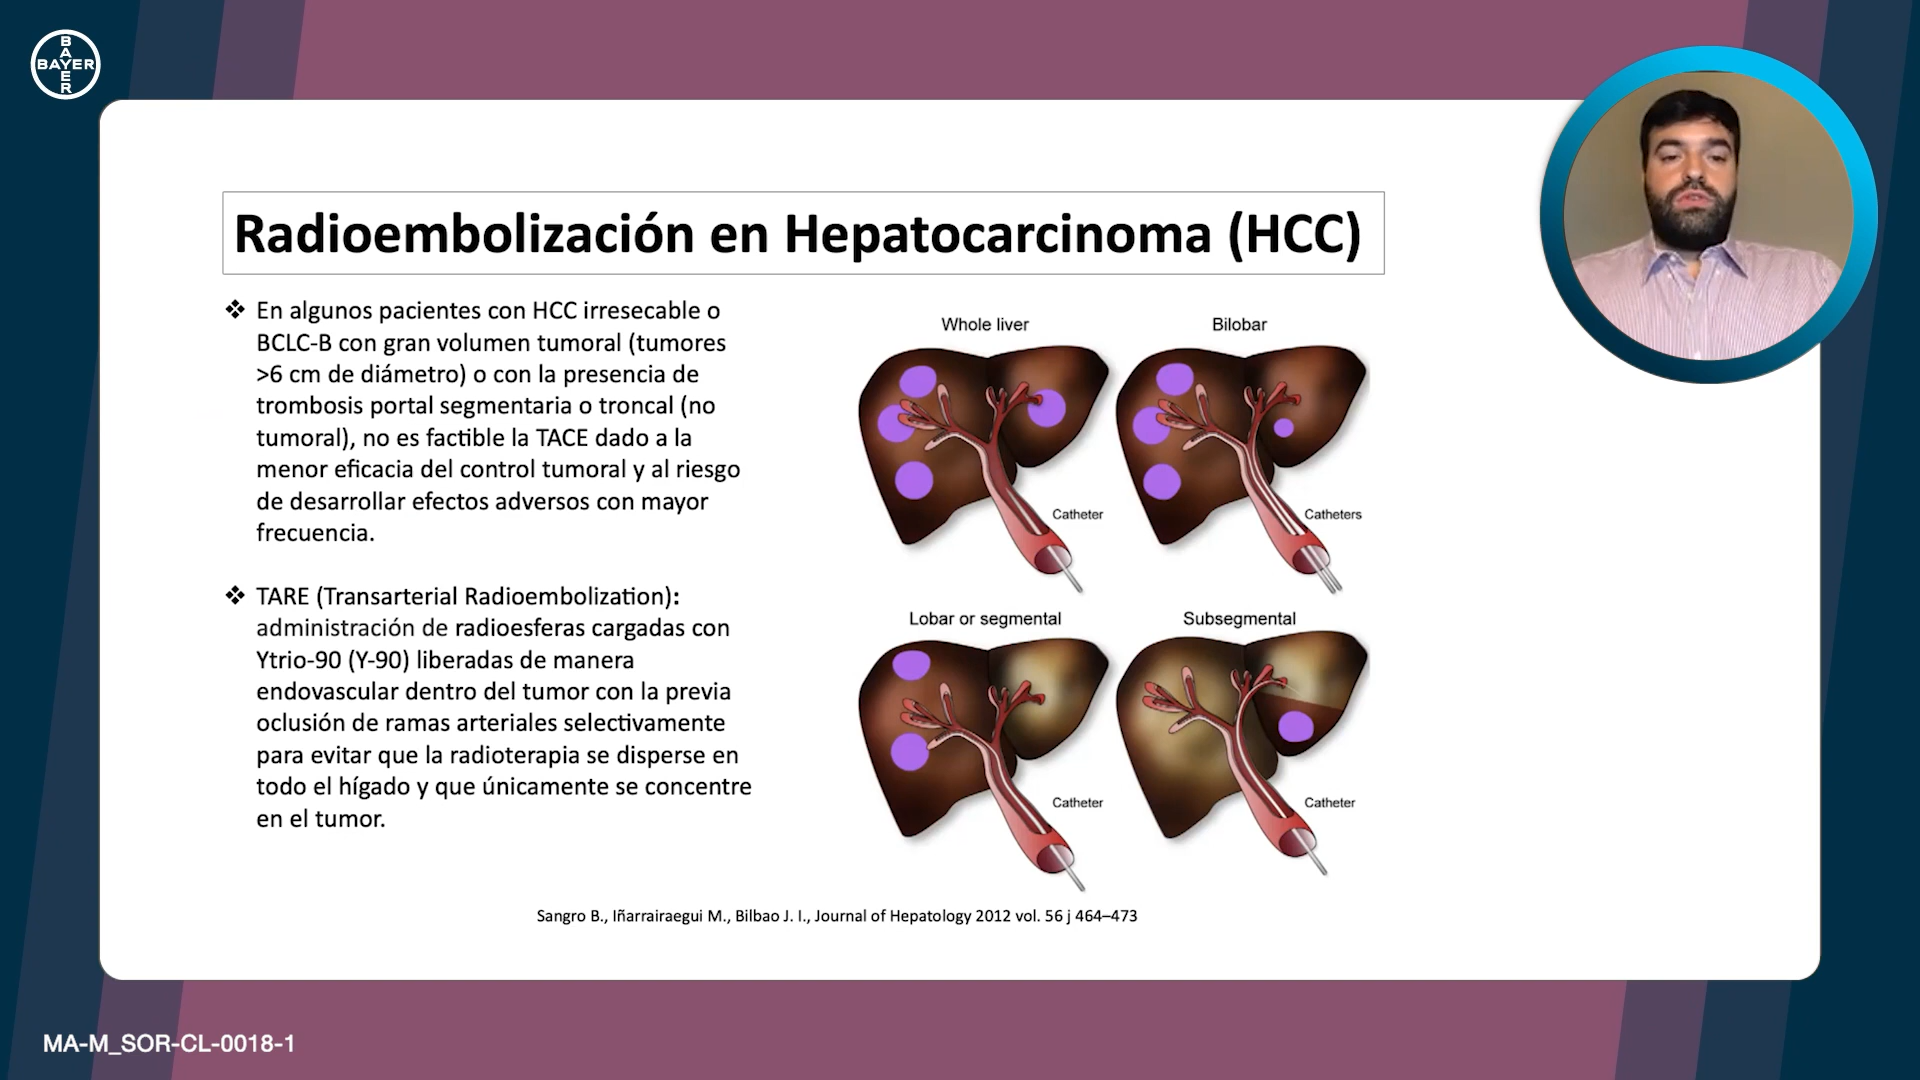 BAYER
BAYER
Radioembolización en Hepatocarcinoma (HCC)
❖ En algunos pacientes con HCC irresecable o
BCLC-B con gran volumen tumoral (tumores
>6 cm de diámetro) o con la presencia de
trombosis portal segmentaria o troncal (no
tumoral), no es factible la TACE dado a la
menor eficacia del control tumoral y al riesgo
de desarrollar efectos adversos con mayor
frecuencia.
❖ TARE (Transarterial Radioembolization):
administración de radioesferas cargadas con
Ytrio-90 (Y-90) liberadas de manera
endovascular dentro del tumor con la previa
oclusión de ramas arteriales selectivamente
para evitar que la radioterapia se disperse en
todo el hígado y que únicamente se concentre
en el tumor.
Whole liver
Bilobar
Catheter
Catheters
Lobar or segmental
Subsegmental
Catheter
Catheter
Sangro B., Iñarrairaegui M., Bilbao J. I., Journal of Hepatology 2012 vol. 56 j 464–473
MA-M_SOR-CL-0018-1